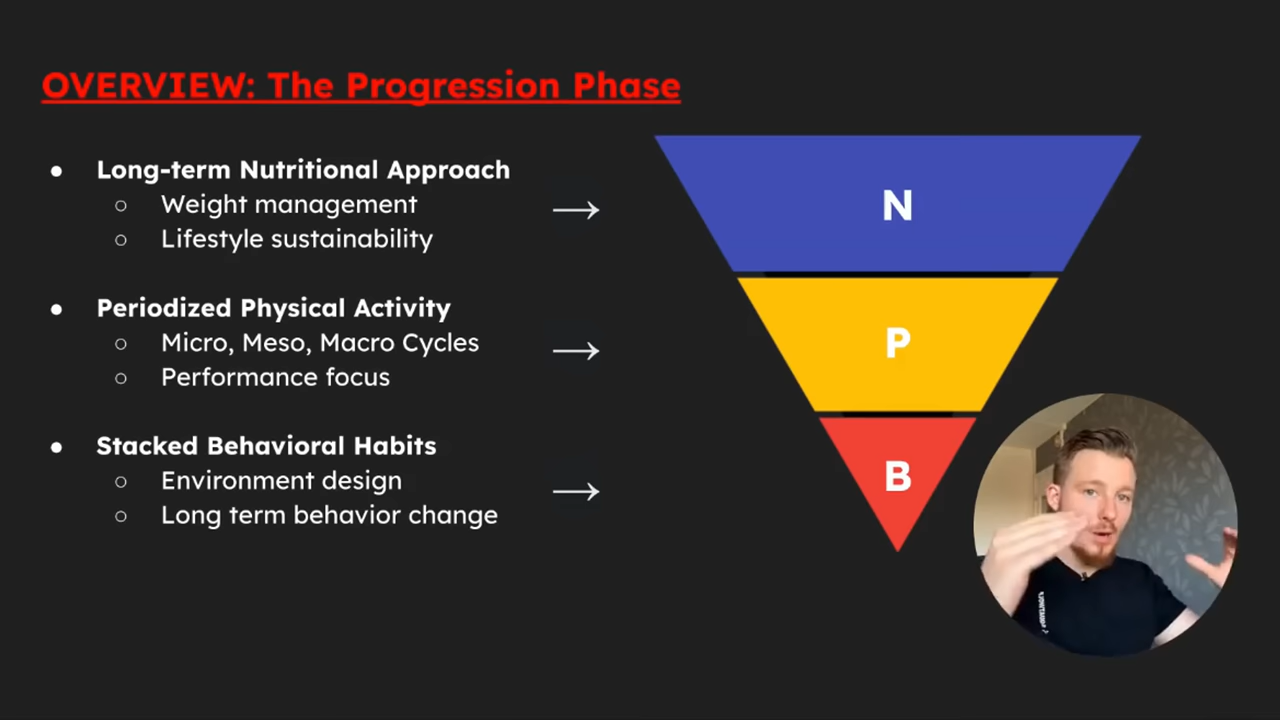 OVERVIEW: The Progression Phase
● Long-term Nutritional Approach
○ Weight management
○ Lifestyle sustainability
→
● Periodized Physical Activity
○ Micro, Meso, Macro Cycles
○ Performance focus
→
● Stacked Behavioral Habits
○ Environment design
○ Long term behavior change
→
N
P
B